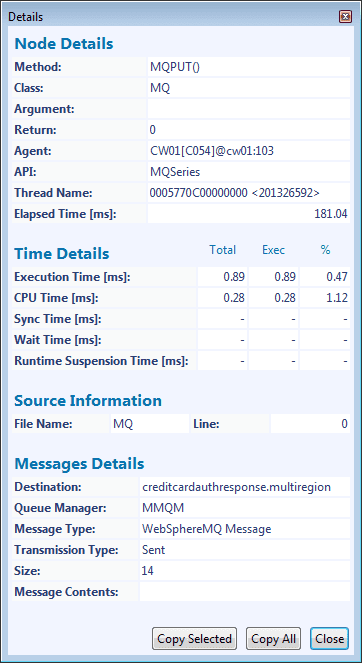 Details
Node Details
Method: MQPUT()
Class: MQ
Argument:
Return: 0
Agent: CW01[C054]@cw01:103
API: MQSeries
Thread Name: 0005770C00000000 <201326592>
Elapsed Time [ms]: 181.04
Time Details Total Exec %
Execution Time [ms]: 0.89 0.89 0.47
CPU Time [ms]: 0.28 0.28 1.12
Sync Time [ms]: - - -
Wait Time [ms]: - - -
Runtime Suspension Time [ms]: - - -
Source Information
File Name: MQ Line: 0
Messages Details
Destination: creditcardauthresponse.multiregion
Queue Manager: MMQM
Message Type: WebSphereMQ Message
Transmission Type: Sent
Size: 14
Message Contents:
Copy Selected Copy All Close